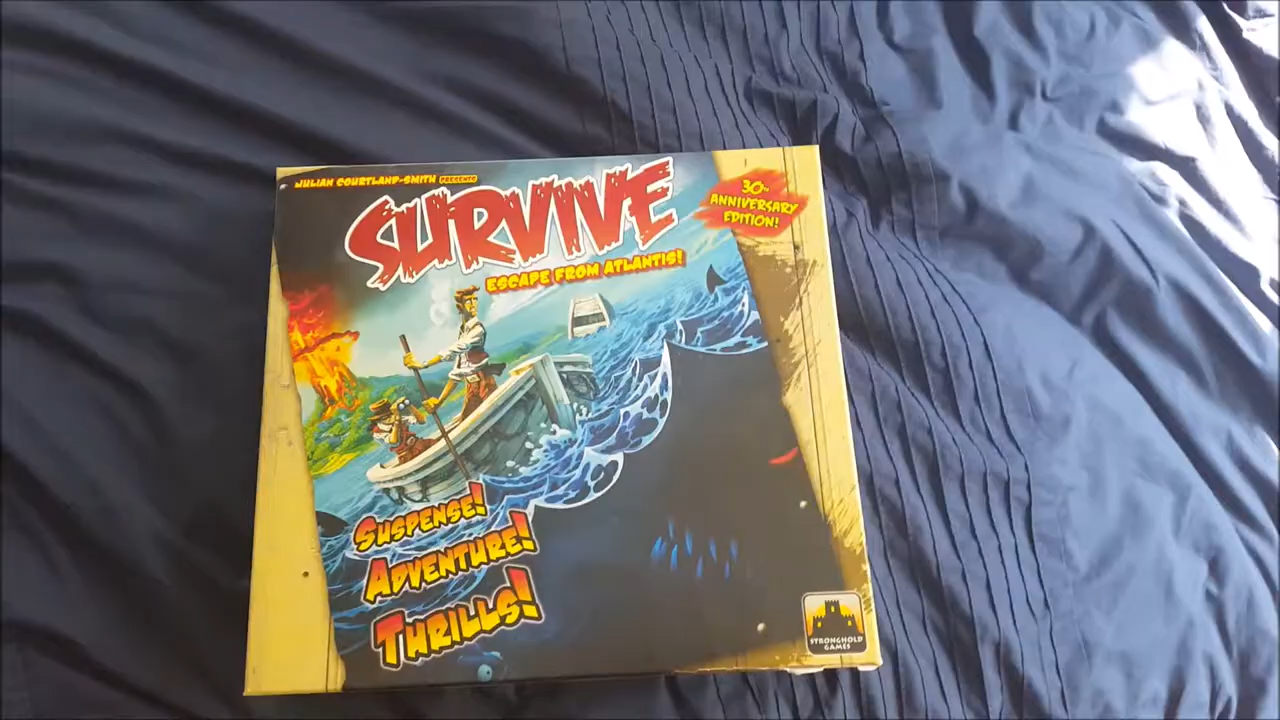 JULIAN COURTLAND-SMITH PRESENTS
SURVIVE
ESCAPE FROM ATLANTIS!
30TH
ANNIVERSARY
EDITION!
SUSPENSE!
ADVENTURE!
THRILLS!
STRONGHOLD
GAMES